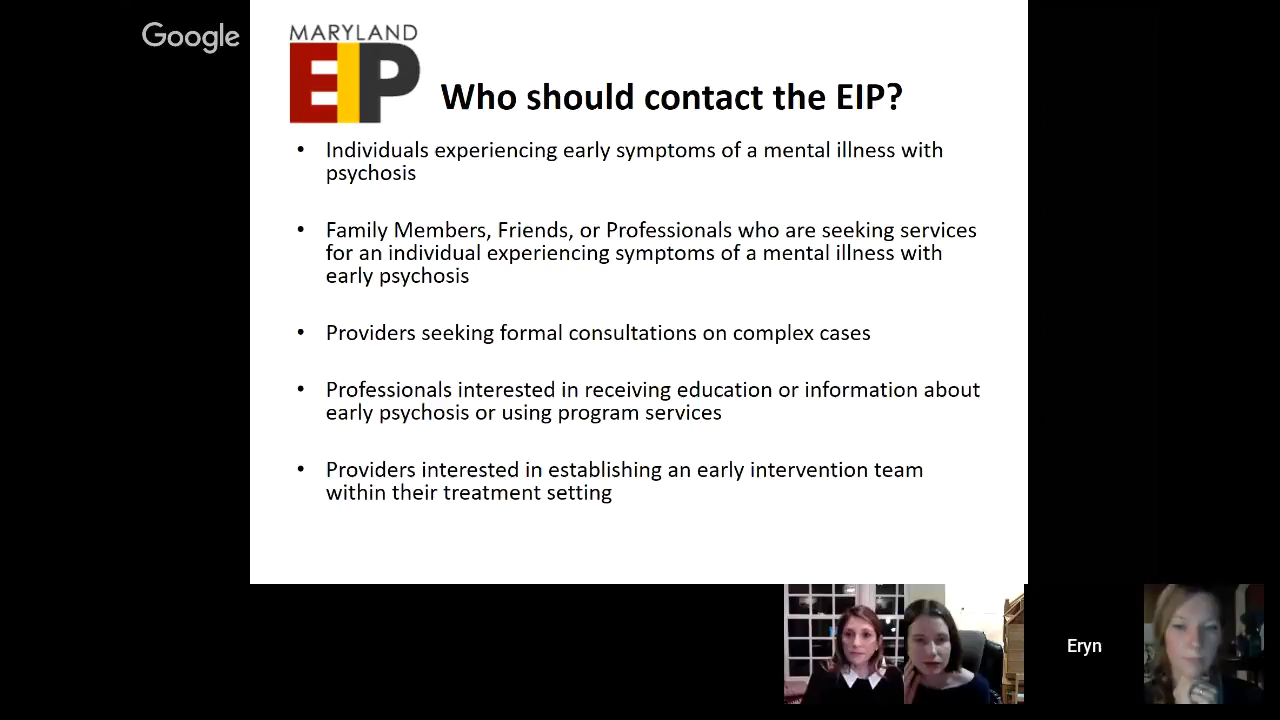 Google
MARYLAND
EIP
Who should contact the EIP?
• Individuals experiencing early symptoms of a mental illness with
psychosis
• Family Members, Friends, or Professionals who are seeking services
for an individual experiencing symptoms of a mental illness with
early psychosis
• Providers seeking formal consultations on complex cases
• Professionals interested in receiving education or information about
early psychosis or using program services
• Providers interested in establishing an early intervention team
within their treatment setting
Eryn